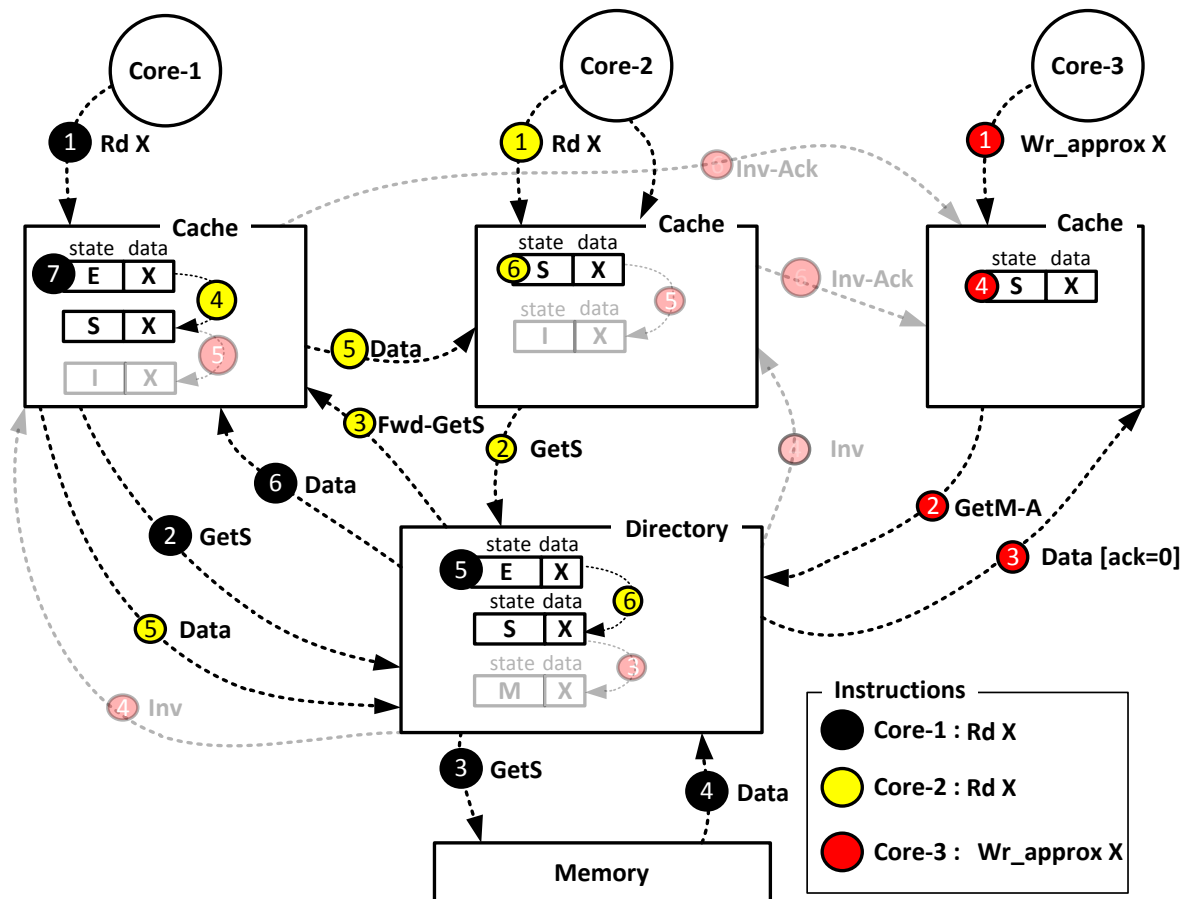 Core-1
Core-2
Core-3
1 Rd X
1 Rd X
1 Wr_approx X
Inv-Ack
Cache
Cache
Cache
state data
7 E X
4
S X
5
I X
state data
6 S X
5
state data
I X
Inv-Ack
state data
4 S X
5 Data
3 Fwd-GetS
2 GetS
Inv
6 Data
2 GetM-A
2 GetS
Directory
3 Data [ack=0]
state data
5 E X
6
state data
S X
3
state data
M X
5 Data
4 Inv
3 GetS
4 Data
Memory
Instructions
Core-1 : Rd X
Core-2 : Rd X
Core-3 : Wr_approx X